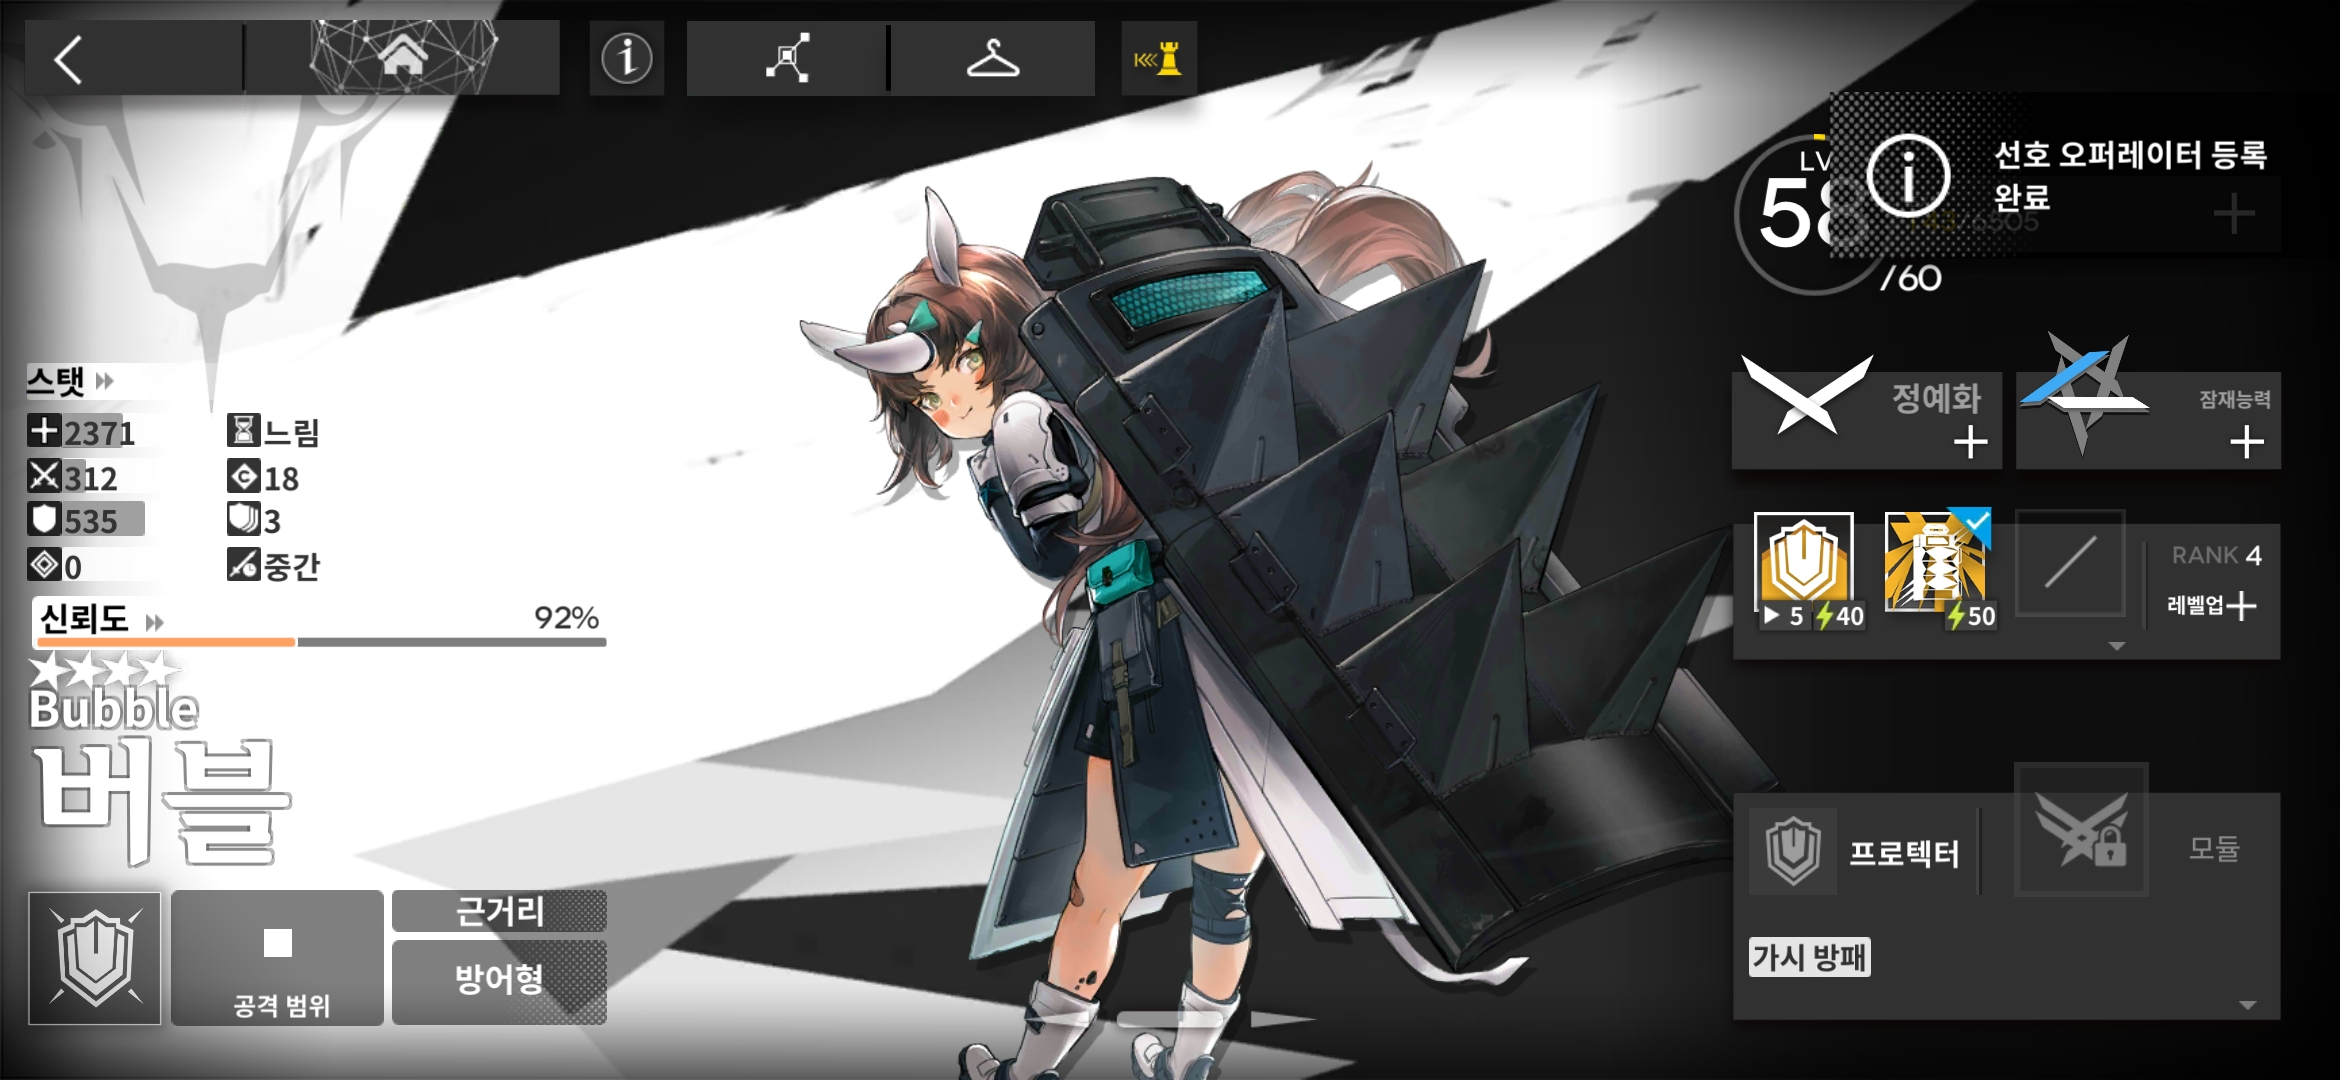 선호 오퍼레이터 등록
완료
LV
58
/60
스탯
2371
느림
312
18
535
3
0
중간
신뢰도
92%
Bubble
버블
공격 범위
근거리
방어형
정예화
잠재능력
5
40
50
RANK 4
레벨업
프로텍터
모듈
가시 방패